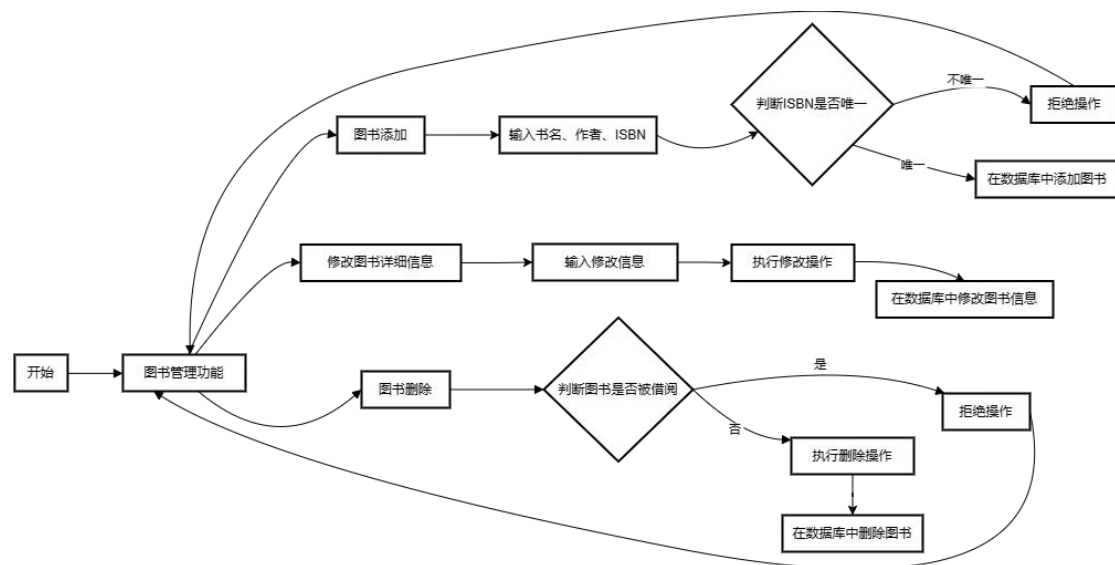 不唯一
判断ISBN是否唯一
拒绝操作
图书添加
输入书名、作者、ISBN
唯一
在数据库中添加图书
修改图书详细信息
输入修改信息
执行修改操作
在数据库中修改图书信息
开始
图书管理功能
图书删除
判断图书是否被借阅
是
拒绝操作
否
执行删除操作
在数据库中删除图书